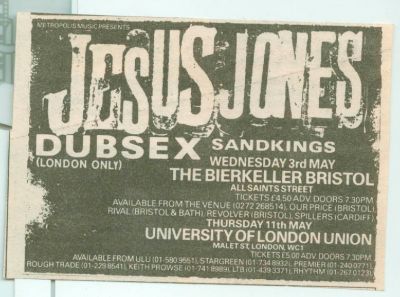 METROPOLIS MUSIC PRESENTS
JESUS JONES
DUBSEX SANDKINGS
(LONDON ONLY)
WEDNESDAY 3rd MAY
THE BIERKELLER BRISTOL
ALL SAINTS STREET
TICKETS £4.50 ADV. DOORS 7.30PM
AVAILABLE FROM THE VENUE (0272 268514), OUR PRICE (BRISTOL)
RIVAL (BRISTOL & BATH), REVOLVER (BRISTOL), SPILLERS (CARDIFF)
THURSDAY 11th MAY
UNIVERSITY OF LONDON UNION
MALET ST, LONDON, WC1
TICKETS £5.00 ADV DOORS 7.30PM
AVAILABLE FROM ULU (01-580 9551), STARGREEN (01-734 8932), PREMIER (01-240 0771)
ROUGH TRADE (01-229 8541), KEITH PROWSE (01-741 8989), LTB (01-439 3371), RHYTHM (01-267 0123)